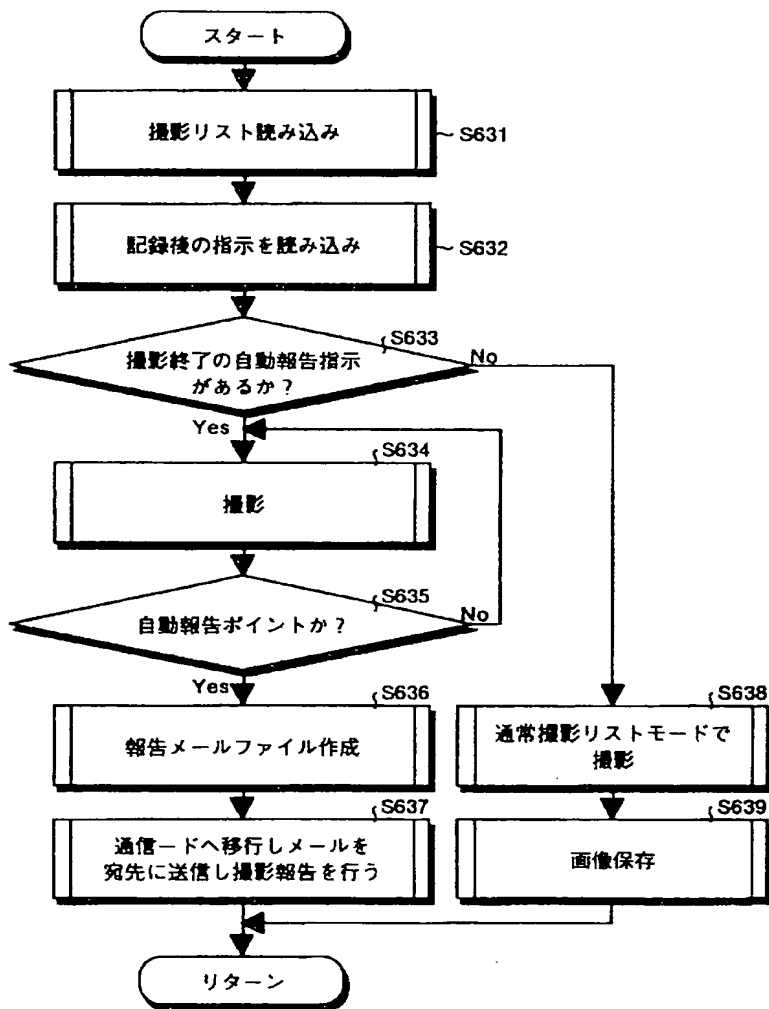 スタート
撮影リスト読み込み
S631
記録後の指示を読み込み
S632
S633
撮影終了の自動報告指示
があるか？
No
Yes
S634
撮影
S635
自動報告ポイントか？
No
Yes
S636
報告メールファイル作成
S638
通常撮影リストモードで
撮影
S637
通信ードへ移行しメールを
宛先に送信し撮影報告を行う
S639
画像保存
リターン